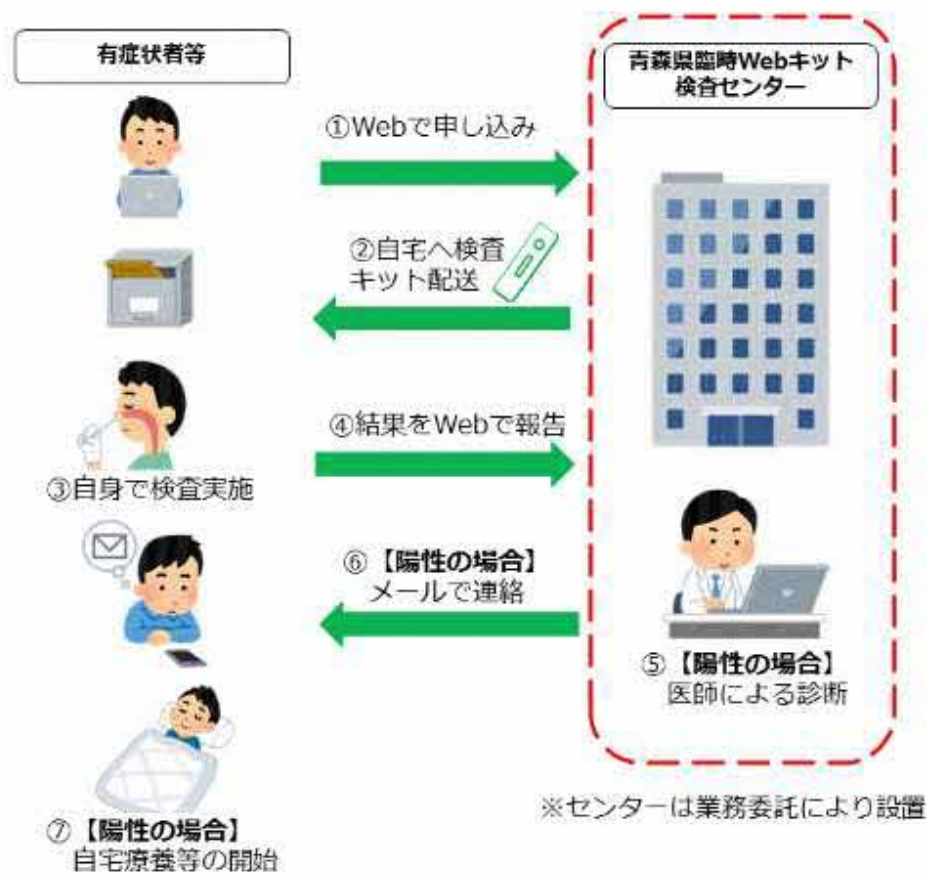 有症状者等
青森県臨時Webキット
検査センター
①Webで申し込み
②自宅へ検査
キット配送
③自身で検査実施
④結果をWebで報告
⑤【陽性の場合】
医師による診断
⑥【陽性の場合】
メールで連絡
⑦【陽性の場合】
自宅療養等の開始
※センターは業務委託により設置